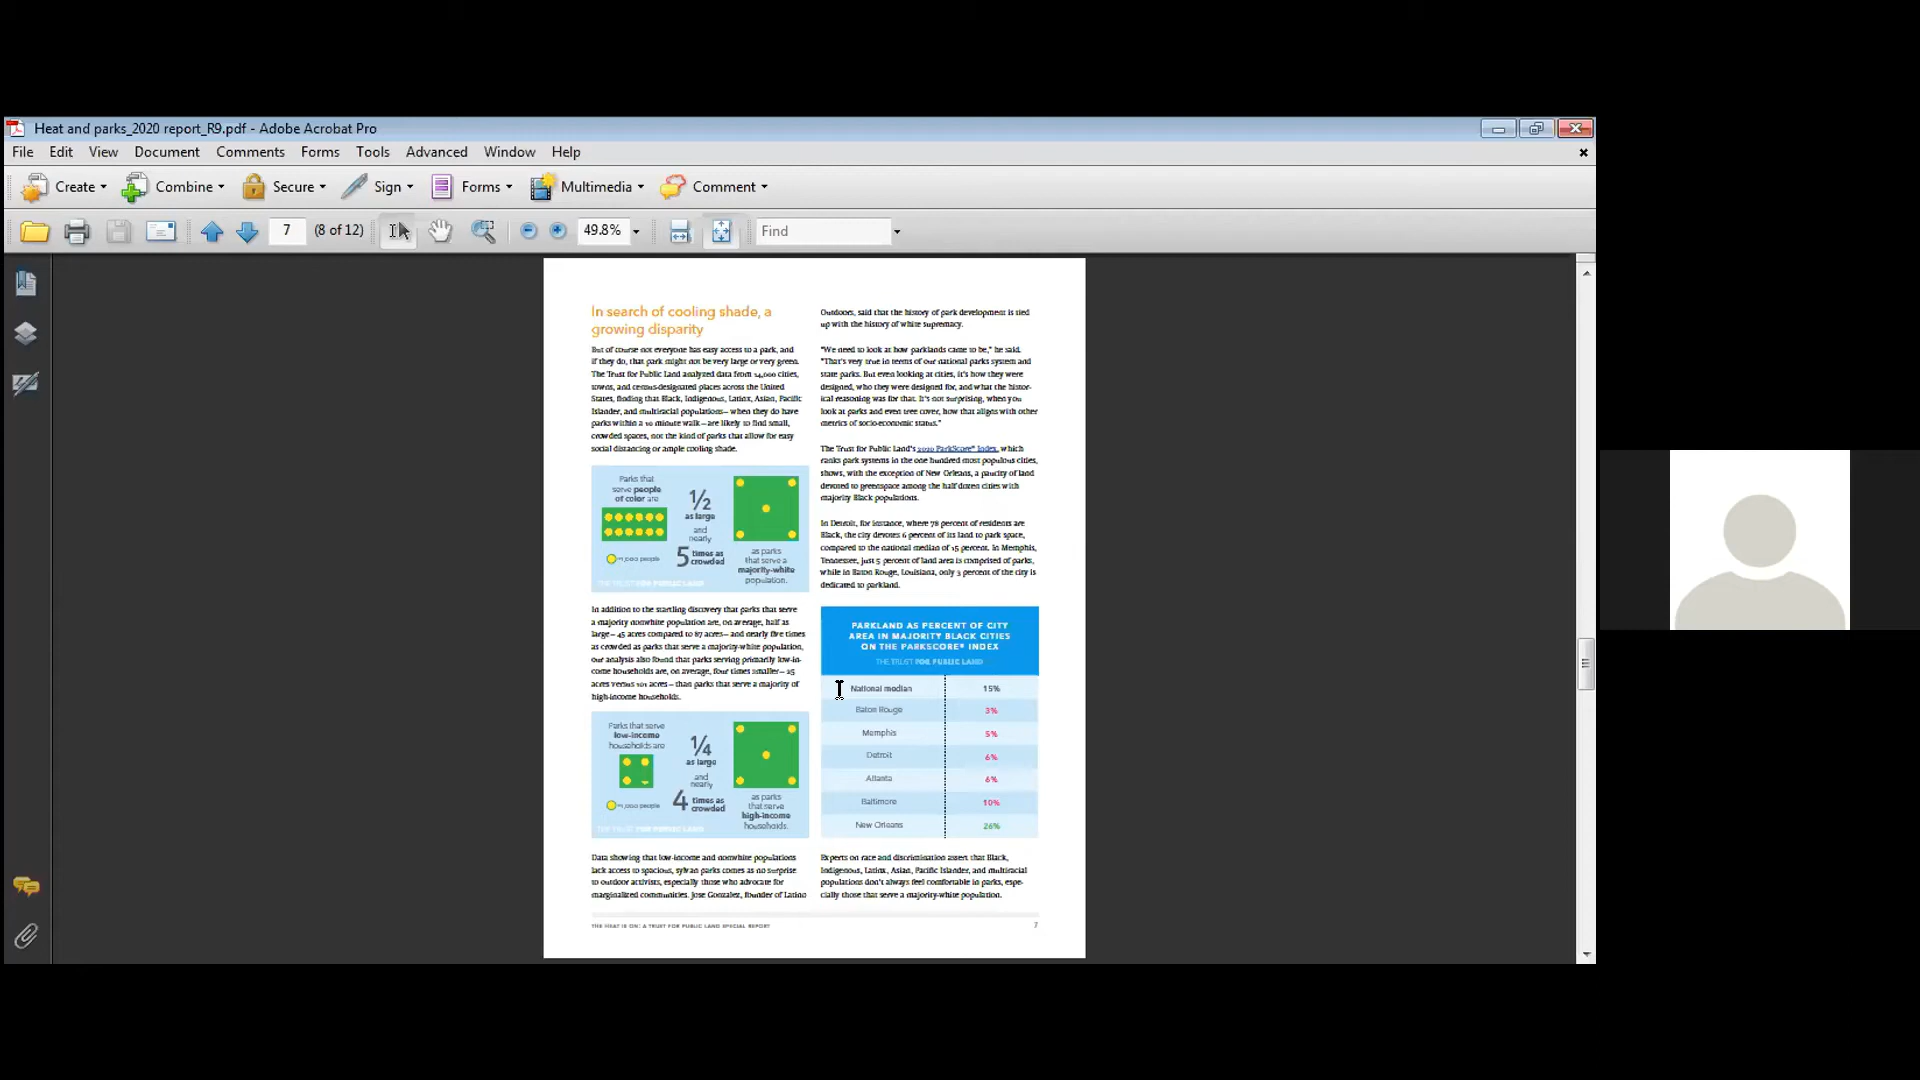 Heat and parks_2020 report_R9.pdf - Adobe Acrobat Pro
File Edit View Document Comments Forms Tools Advanced Window Help
Create Combine Secure Sign Forms Multimedia Comment
7 (8 of 12) 49.8% Find
In search of cooling shade, a
growing disparity
But of course not everyone has easy access to a park, and
if they do, that park might not be very large or very green.
The Trust for Public Land analyzed data from 14,000 cities,
towns, and census-designated places across the United
States, finding that Black, Indigenous, Latinx, Asian, Pacific
Islander, and multiracial populations—when they do have
parks within a 10 minute walk—are likely to find small,
crowded spaces, not the kind of parks that allow for easy
social distancing or ample cooling shade.
Parks that
serve people
of color are
=1,000 people
1/2
as large
and
nearly
5 times as
crowded
as parks
that serve a
majority-white
population.
THE TRUST FOR PUBLIC LAND
In addition to the startling discovery that parks that serve
a majority nonwhite population are, on average, half as
large—45 acres compared to 87 acres—and nearly five times
as crowded as parks that serve a majority-white population,
our analysis also found that parks serving primarily low-in-
come households are, on average, four times smaller—25
acres versus 101 acres—than parks that serve a majority of
high-income households.
Parks that serve
low-income
households are
=1,000 people
1/4
as large
and
nearly
4 times as
crowded
as parks
that serve
high-income
households.
THE TRUST FOR PUBLIC LAND
Data showing that low-income and nonwhite populations
lack access to spacious, sylvan parks comes as no surprise
to outdoor activists, especially those who advocate for
marginalized communities. José González, founder of Latino
Outdoors, said that the history of park development is tied
up with the history of white supremacy.
"We need to look at how parklands came to be," he said.
"That's very true in terms of our national parks system and
state parks. But even looking at cities, it's how they were
designed, who they were designed for, and what the histor-
ical reasoning was for that. It's not surprising, when you
look at parks and even tree cover, how that aligns with other
metrics of socio-economic status."
The Trust for Public Land's 2020 ParkScore® Index, which
ranks park systems in the one hundred most populous cities,
shows, with the exception of New Orleans, a paucity of land
devoted to greenspace among the half dozen cities with
majority Black populations.
In Detroit, for instance, where 78 percent of residents are
Black, the city devotes 6 percent of its land to park space,
compared to the national median of 15 percent. In Memphis,
Tennessee, just 5 percent of land area is comprised of parks,
while in Baton Rouge, Louisiana, only 3 percent of the city is
dedicated to parkland.
PARKLAND AS PERCENT OF CITY
AREA IN MAJORITY BLACK CITIES
ON THE PARKSCORE® INDEX
THE TRUST FOR PUBLIC LAND
National median 15%
Baton Rouge 3%
Memphis 5%
Detroit 6%
Atlanta 6%
Baltimore 10%
New Orleans 26%
Experts on race and discrimination assert that Black,
Indigenous, Latinx, Asian, Pacific Islander, and multiracial
populations don't always feel comfortable in parks, espe-
cially those that serve a majority-white population.
THE HEAT IS ON: A TRUST FOR PUBLIC LAND SPECIAL REPORT
7